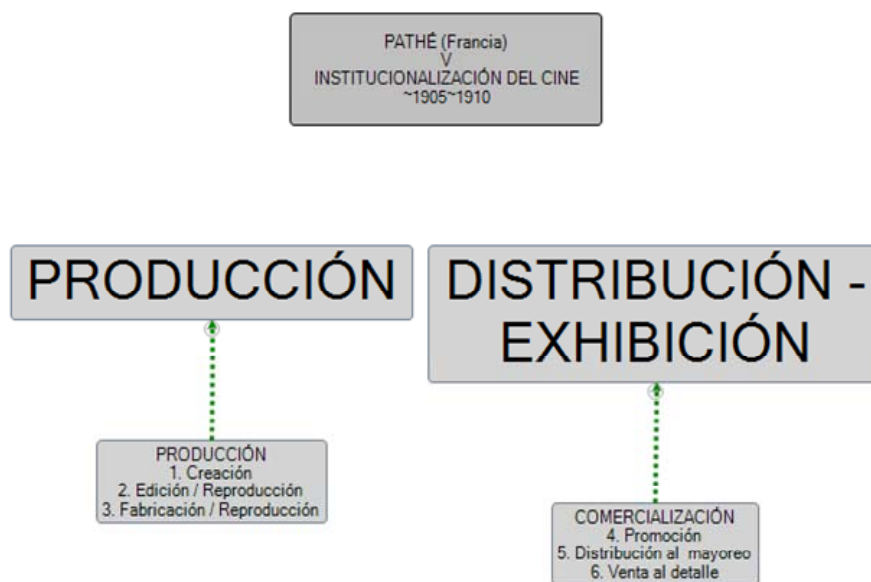 PATHÉ (Francia)
V
INSTITUCIONALIZACIÓN DEL CINE
~1905~1910
PRODUCCIÓN
DISTRIBUCIÓN -
EXHIBICIÓN
PRODUCCIÓN
1. Creación
2. Edición / Reproducción
3. Fabricación / Reproducción
COMERCIALIZACIÓN
4. Promoción
5. Distribución al mayoreo
6. Venta al detalle